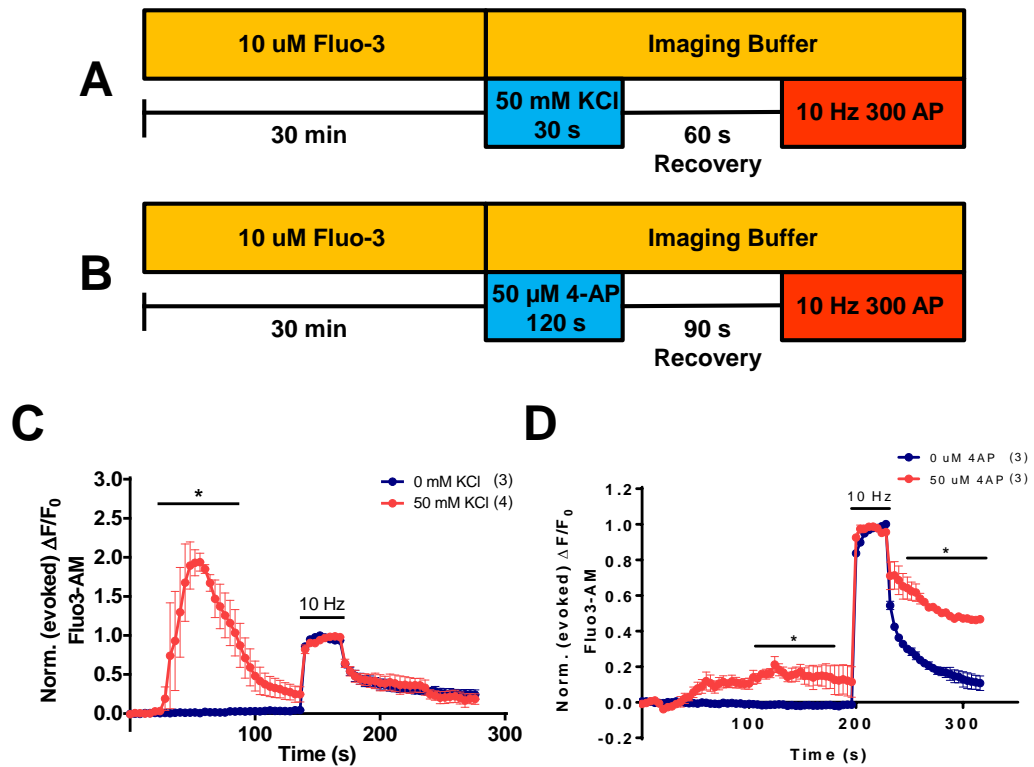 A
10 uM Fluo-3
Imaging Buffer
50 mM KCl
30 s
10 Hz 300 AP
30 min
60 s
Recovery
B
10 uM Fluo-3
Imaging Buffer
50 µM 4-AP
120 s
10 Hz 300 AP
30 min
90 s
Recovery
C
Norm. (evoked) ΔF/F0
Fluo3-AM
3.0
2.5
2.0
1.5
1.0
0.5
0.0
*
10 Hz
0 mM KCl (3)
50 mM KCl (4)
100
200
300
Time (s)
D
Norm. (evoked) ΔF/F0
Fluo3-AM
1.2
1.0
0.8
0.6
0.4
0.2
0.0
-0.2
0 uM 4AP (3)
50 uM 4AP (3)
10 Hz
*
*
100
200
300
Time (s)